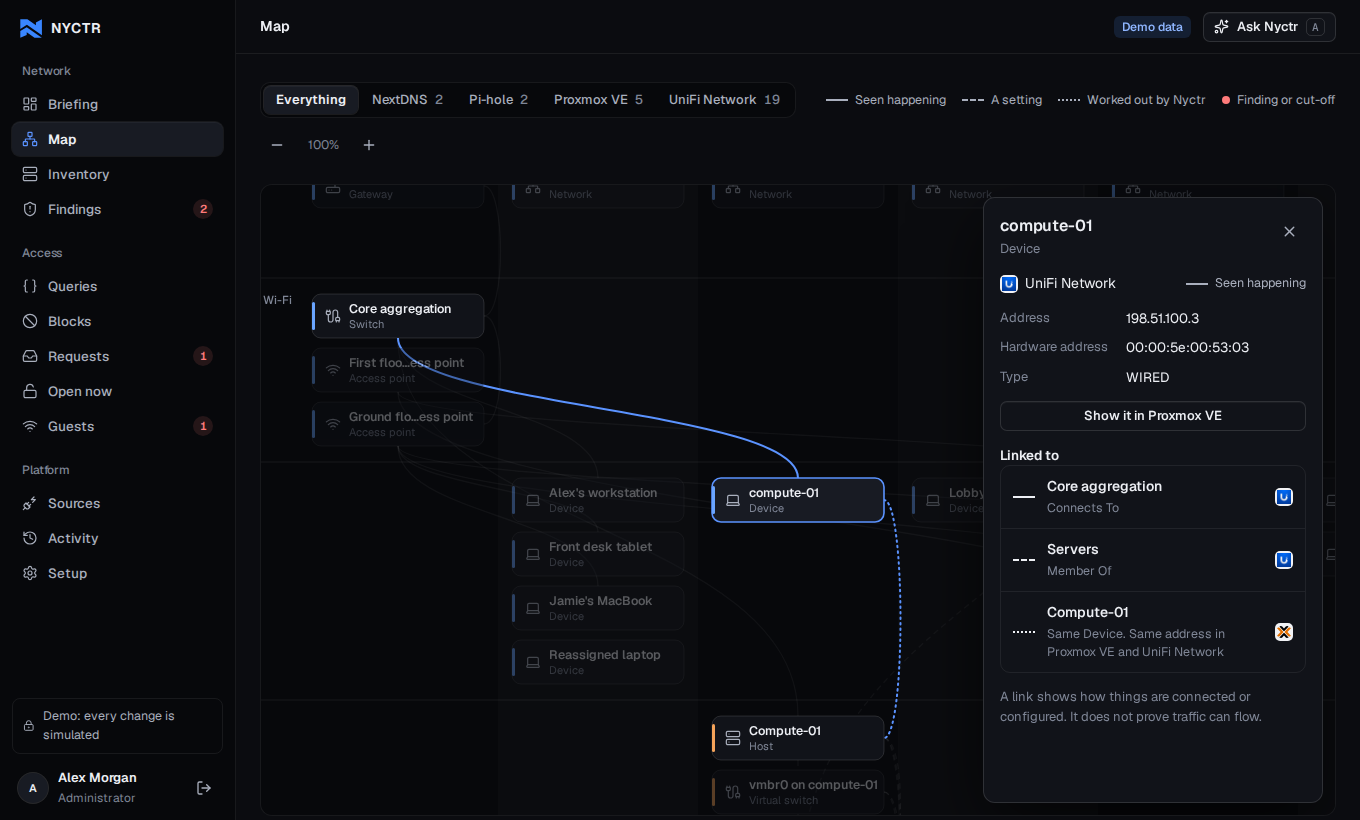 NYCTR
Map
Demo data
Ask Nyctr A
Network
Briefing
Map
Inventory
Findings 2
Access
Queries
Blocks
Requests 1
Open now
Guests 1
Platform
Sources
Activity
Setup
Demo: every change is
simulated
A
Alex Morgan
Administrator
Everything NextDNS 2 Pi-hole 2 Proxmox VE 5 UniFi Network 19
Seen happening A setting Worked out by Nyctr Finding or cut-off
− 100% +
Gateway Network Network Network Network
Wi-Fi
Core aggregation
Switch
First floo...ess point
Access point
Ground flo...ess point
Access point
Alex's workstation
Device
Front desk tablet
Device
Jamie's MacBook
Device
Reassigned laptop
Device
compute-01
Device
Lobby
Device
Compute-01
Host
vmbr0 on compute-01
Virtual switch
compute-01
Device
UniFi Network Seen happening
Address 198.51.100.3
Hardware address 00:00:5e:00:53:03
Type WIRED
Show it in Proxmox VE
Linked to
Core aggregation
Connects To
Servers
Member Of
Compute-01
Same Device. Same address in
Proxmox VE and UniFi Network
A link shows how things are connected or
configured. It does not prove traffic can flow.